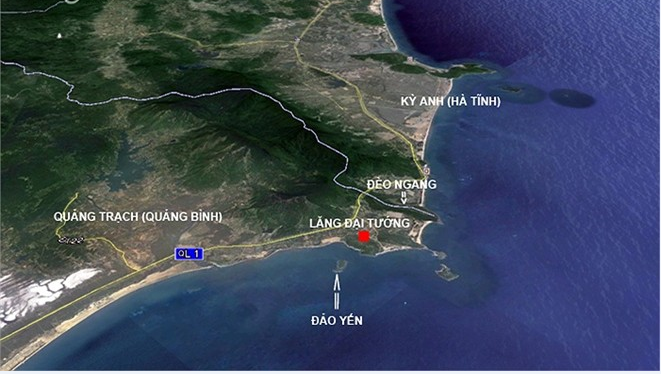 KỲ ANH (HÀ TĨNH)
ĐÈO NGANG
QUẢNG TRẠCH (QUẢNG BÌNH)
LĂNG ĐẠI TƯỚNG
QL 1
ĐẢO YẾN